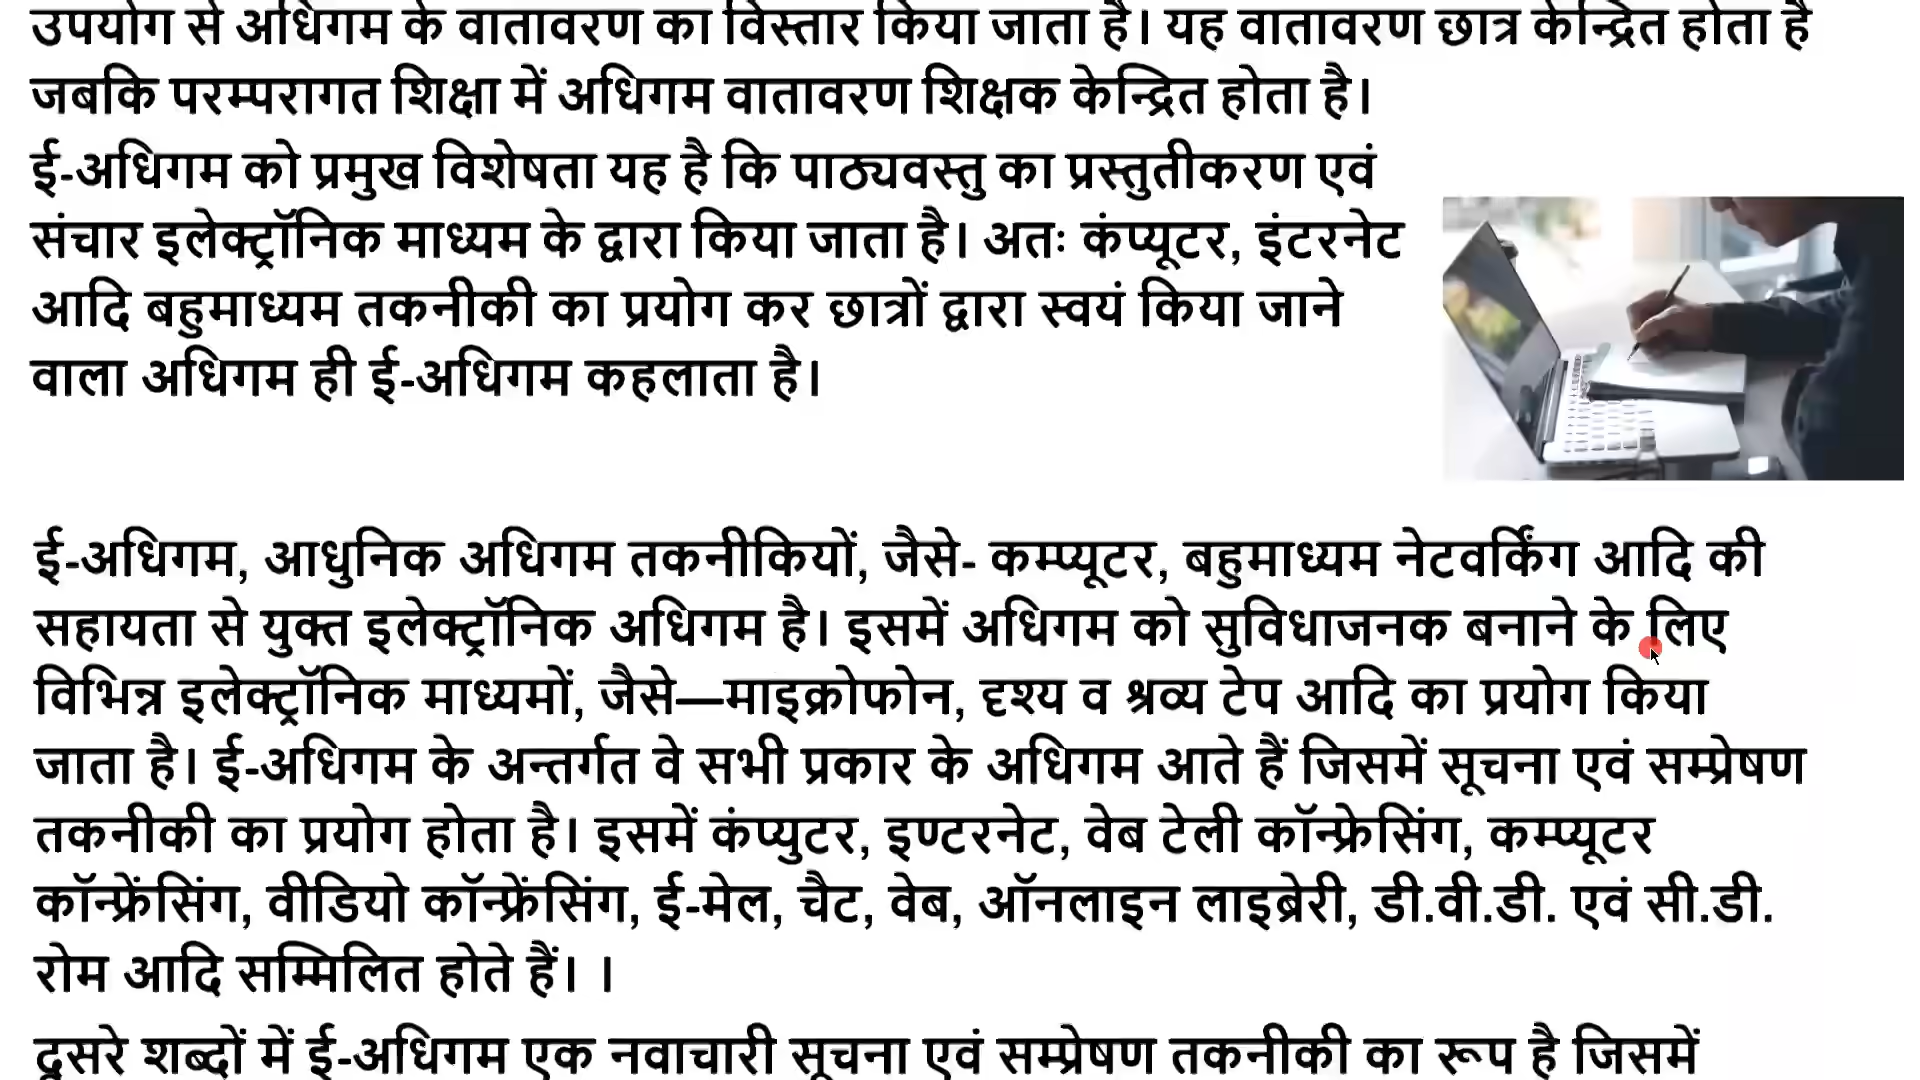 उपयोग से अधिगम के वातावरण का विस्तार किया जाता है। यह वातावरण छात्र केन्द्रित होता है
जबकि परम्परागत शिक्षा में अधिगम वातावरण शिक्षक केन्द्रित होता है।
ई-अधिगम को प्रमुख विशेषता यह है कि पाठ्यवस्तु का प्रस्तुतीकरण एवं
संचार इलेक्ट्रॉनिक माध्यम के द्वारा किया जाता है। अतः कंप्यूटर, इंटरनेट
आदि बहुमाध्यम तकनीकी का प्रयोग कर छात्रों द्वारा स्वयं किया जाने
वाला अधिगम ही ई-अधिगम कहलाता है।
ई-अधिगम, आधुनिक अधिगम तकनीकियों, जैसे- कम्प्यूटर, बहुमाध्यम नेटवर्किंग आदि की
सहायता से युक्त इलेक्ट्रॉनिक अधिगम है। इसमें अधिगम को सुविधाजनक बनाने के लिए
विभिन्न इलेक्ट्रॉनिक माध्यमों, जैसे—माइक्रोफोन, दृश्य व श्रव्य टेप आदि का प्रयोग किया
जाता है। ई-अधिगम के अन्तर्गत वे सभी प्रकार के अधिगम आते हैं जिसमें सूचना एवं सम्प्रेषण
तकनीकी का प्रयोग होता है। इसमें कंप्युटर, इण्टरनेट, वेब टेली कॉन्फ्रेसिंग, कम्प्यूटर
कॉन्फ्रेंसिंग, वीडियो कॉन्फ्रेंसिंग, ई-मेल, चैट, वेब, ऑनलाइन लाइब्रेरी, डी.वी.डी. एवं सी.डी.
रोम आदि सम्मिलित होते हैं। ।
दूसरे शब्दों में ई-अधिगम एक नवाचारी सूचना एवं सम्प्रेषण तकनीकी का रूप है जिसमें